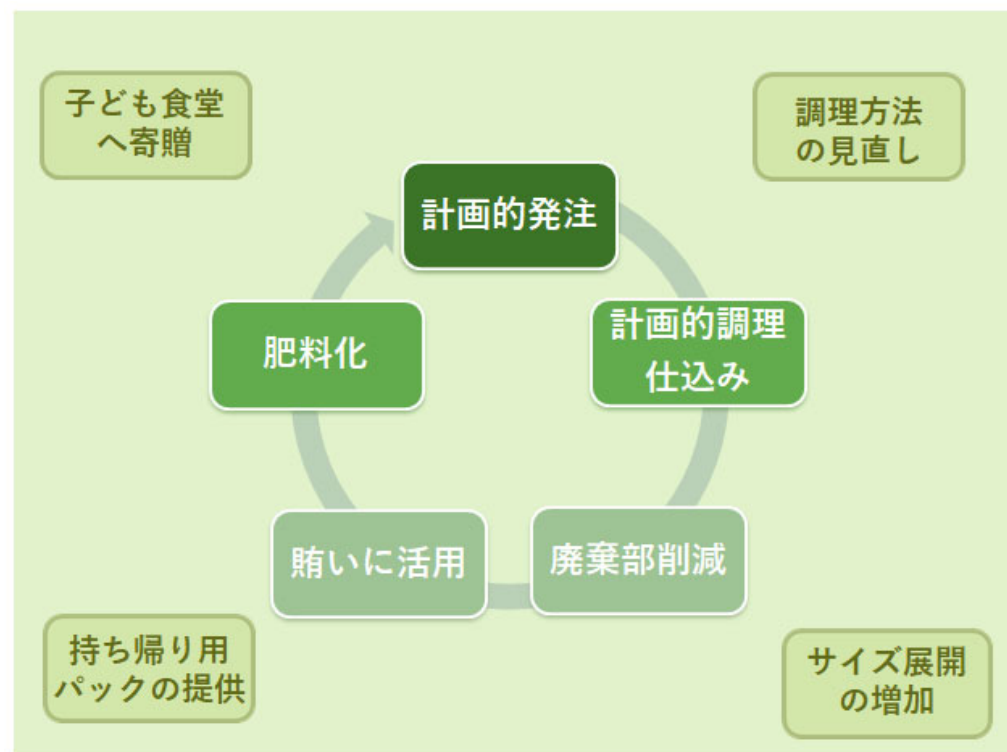 子ども食堂
へ寄贈
調理方法
の見直し
計画的発注
計画的調理
仕込み
廃棄部削減
賄いに活用
肥料化
持ち帰り用
パックの提供
サイズ展開
の増加